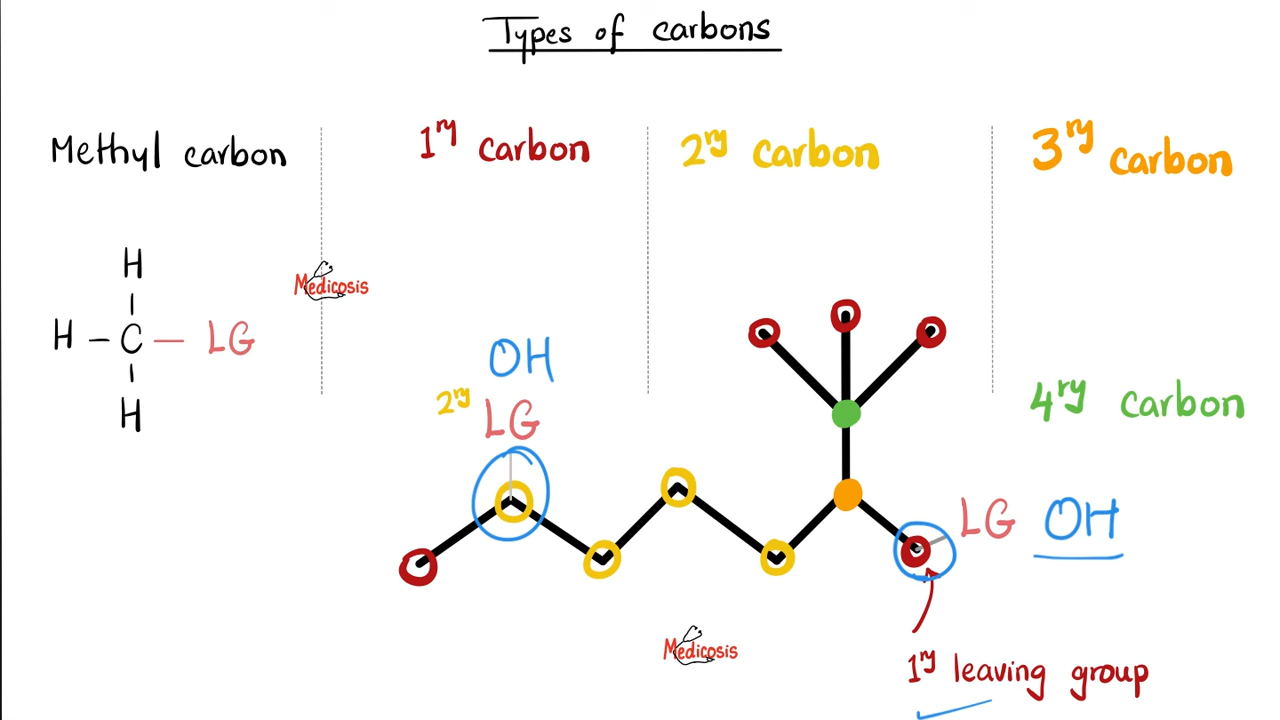 Types of carbons
Methyl carbon
1ry carbon
2ry carbon
3ry carbon
H
H – C – LG
H
Medicosis
OH
2ry
LG
4ry carbon
LG OH
Medicosis
1ry leaving group